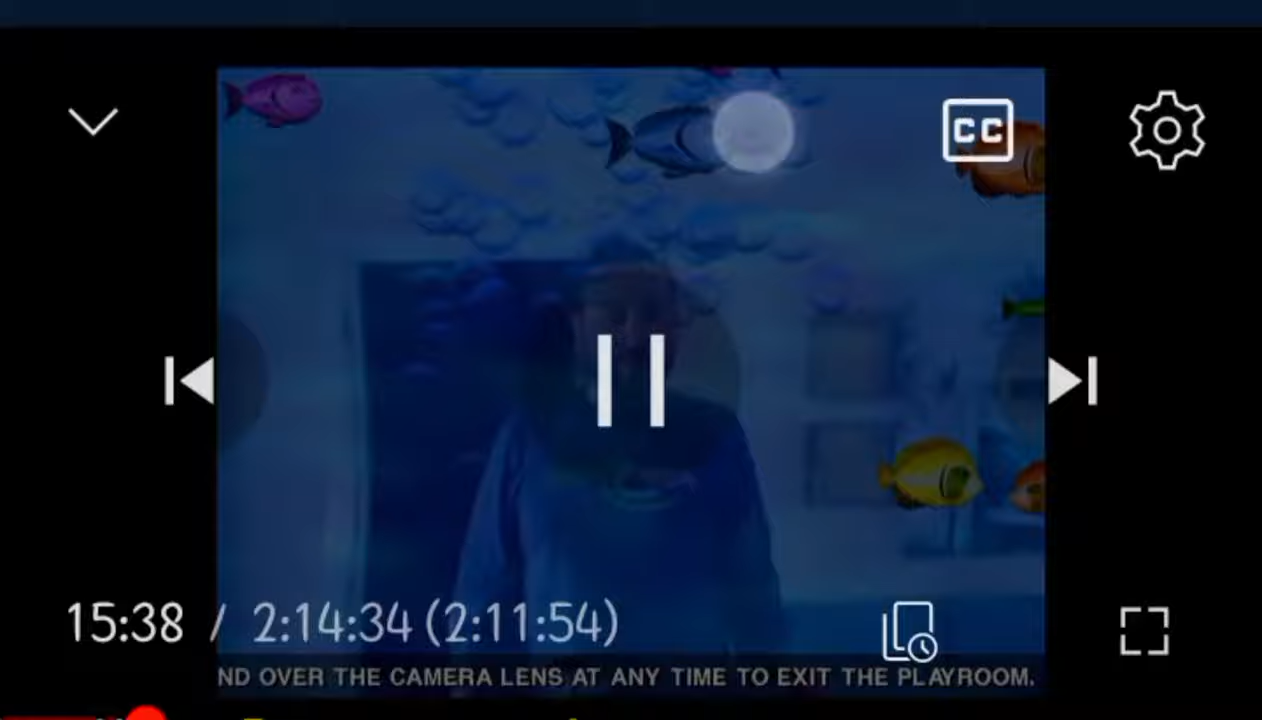 CC
15:38 / 2:14:34 (2:11:54)
ND OVER THE CAMERA LENS AT ANY TIME TO EXIT THE PLAYROOM.